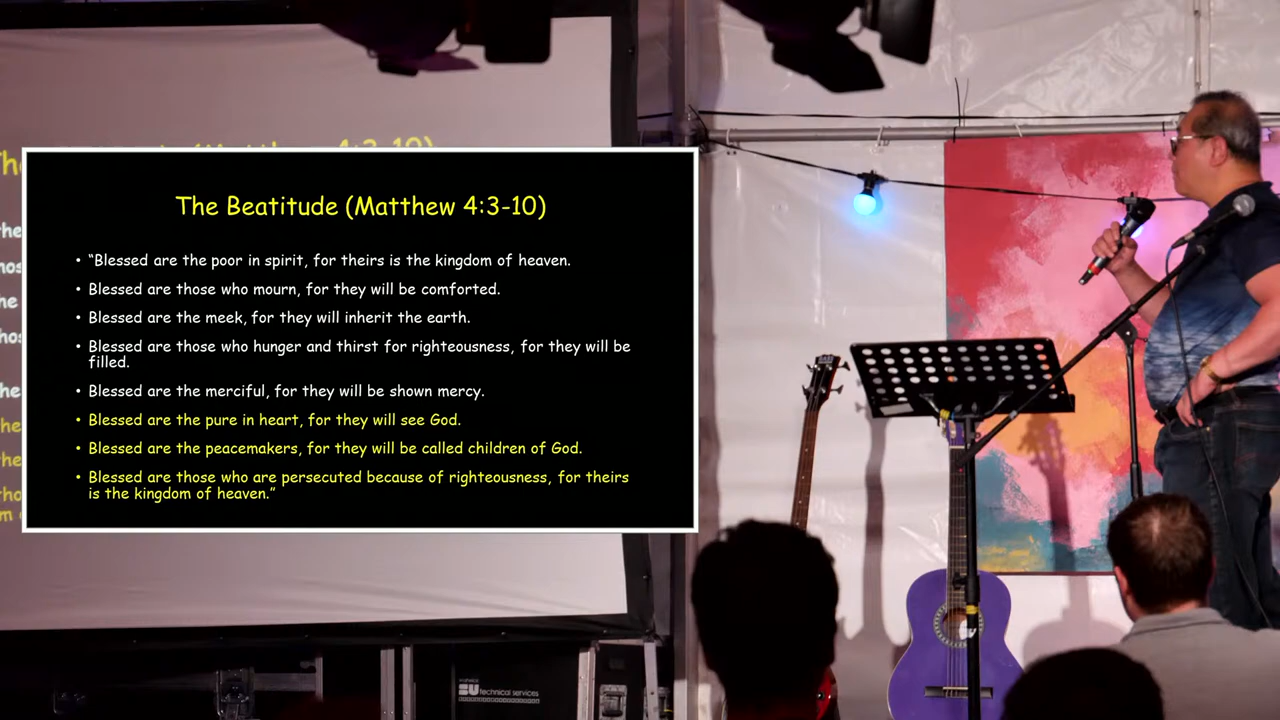 The Beatitude (Matthew 4:3-10)
• “Blessed are the poor in spirit, for theirs is the kingdom of heaven.
• Blessed are those who mourn, for they will be comforted.
• Blessed are the meek, for they will inherit the earth.
• Blessed are those who hunger and thirst for righteousness, for they will be
filled.
• Blessed are the merciful, for they will be shown mercy.
• Blessed are the pure in heart, for they will see God.
• Blessed are the peacemakers, for they will be called children of God.
• Blessed are those who are persecuted because of righteousness, for theirs
is the kingdom of heaven.”
BU technical services